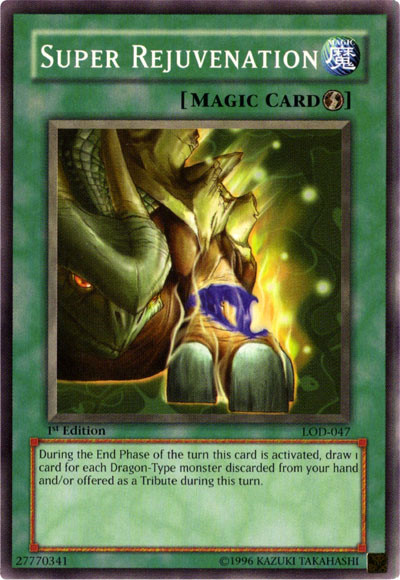 SUPER REJUVENATION
MAGIC
魔
[MAGIC CARD]
1st Edition
LOD-047
During the End Phase of the turn this card is activated, draw 1
card for each Dragon-Type monster discarded from your hand
and/or offered as a Tribute during this turn.
27770341
©1996 KAZUKI TAKAHASHI